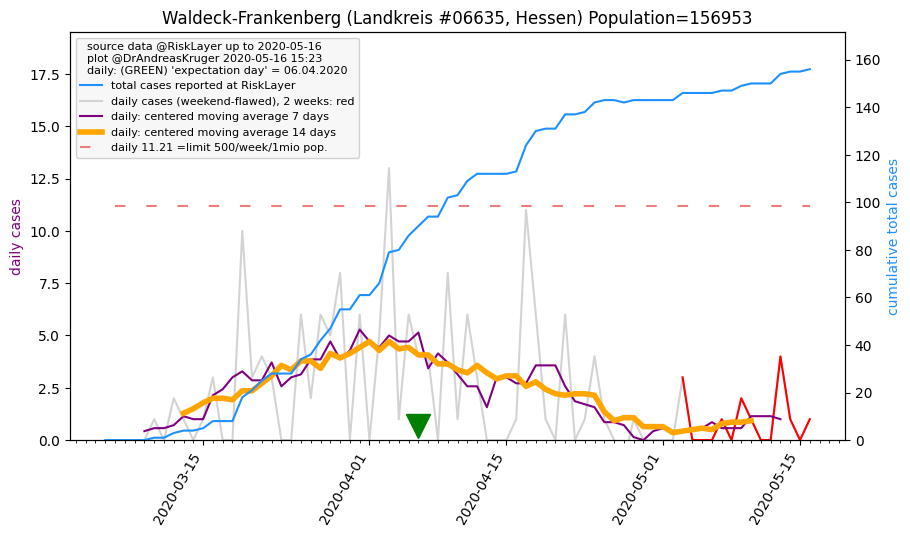 Waldeck-Frankenberg (Landkreis #06635, Hessen) Population=156953
source data @RiskLayer up to 2020-05-16
plot @DrAndreasKruger 2020-05-16 15:23
daily: (GREEN) 'expectation day' = 06.04.2020
total cases reported at RiskLayer
daily cases (weekend-flawed), 2 weeks: red
daily: centered moving average 7 days
daily: centered moving average 14 days
daily 11.21 =limit 500/week/1mio pop.
daily cases
17.5
15.0
12.5
10.0
7.5
5.0
2.5
0.0
cumulative total cases
160
140
120
100
80
60
40
20
0
2020-03-15
2020-04-01
2020-04-15
2020-05-01
2020-05-15